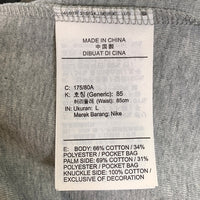 MADE IN CHINA
中国製
DIBUAT DI CINA
C: 175/80A
K: 호칭 (Generic): 85
허리둘레 (Waist): 85cm
IN: Ukuran: L
Merek Barang: Nike
E: BODY: 66% COTTON / 34%
POLYESTER / POCKET BAG
PALM SIDE: 69% COTTON / 31%
POLYESTER / POCKET BAG
KNUCKLE SIDE: 100% COTTON /
EXCLUSIVE OF DECORATION